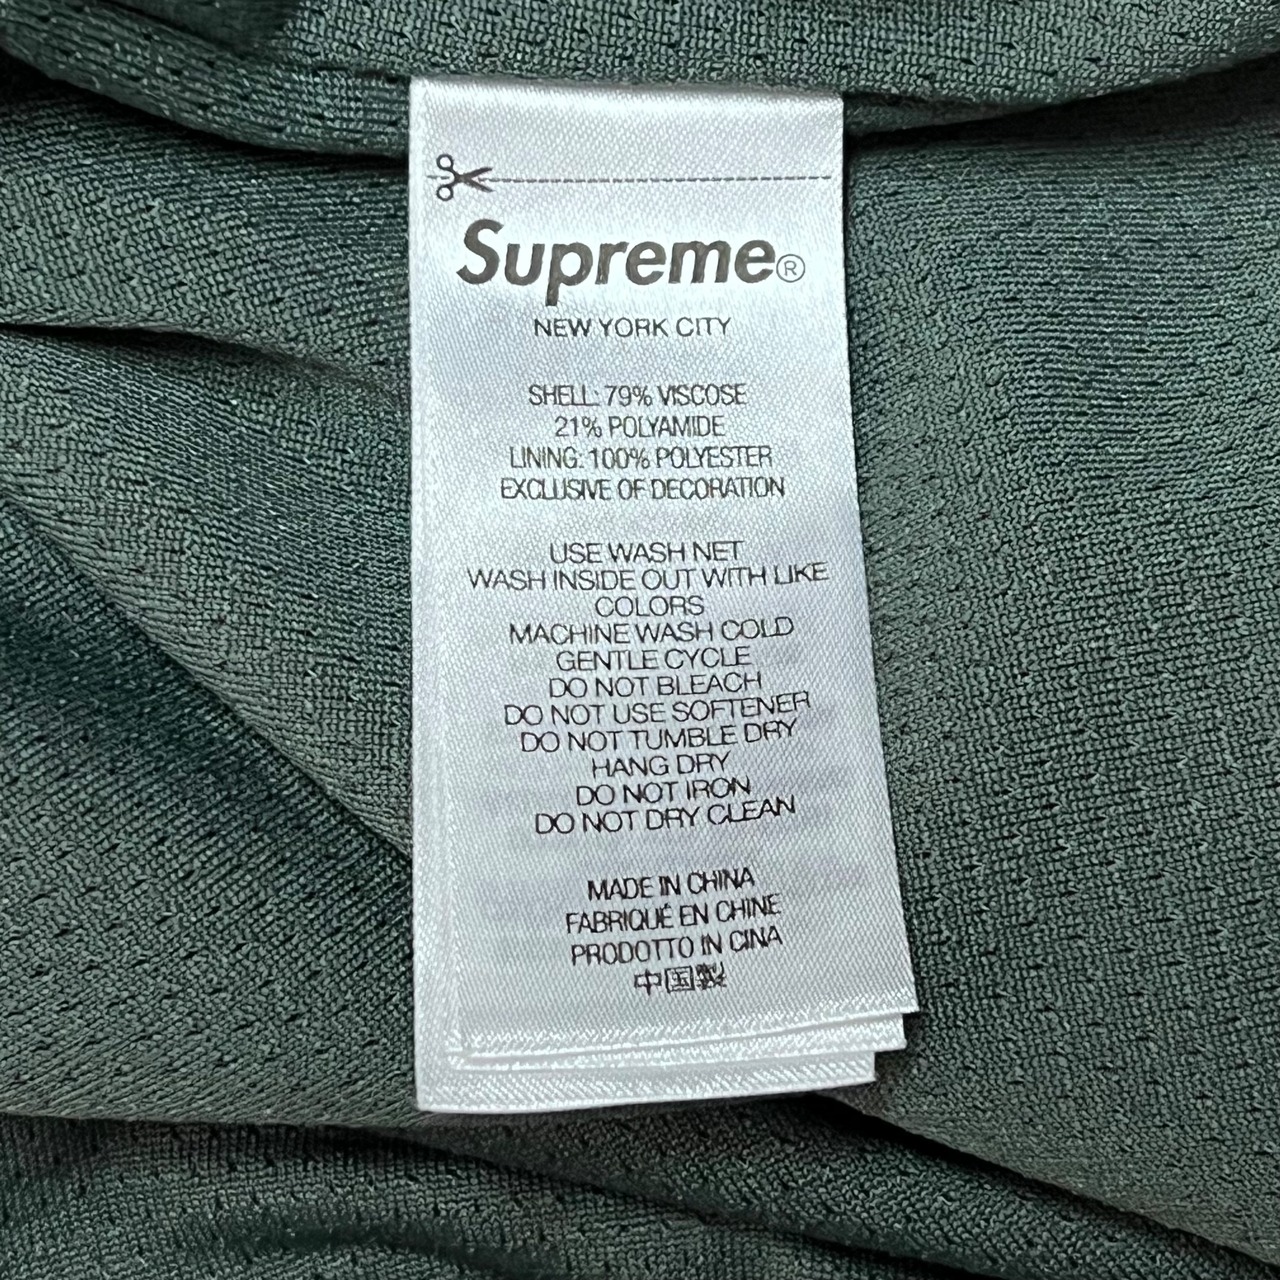 Supreme®
NEW YORK CITY
SHELL: 79% VISCOSE
21% POLYAMIDE
LINING: 100% POLYESTER
EXCLUSIVE OF DECORATION
USE WASH NET
WASH INSIDE OUT WITH LIKE
COLORS
MACHINE WASH COLD
GENTLE CYCLE
DO NOT BLEACH
DO NOT USE SOFTENER
DO NOT TUMBLE DRY
HANG DRY
DO NOT IRON
DO NOT DRY CLEAN
MADE IN CHINA
FABRIQUÉ EN CHINE
PRODOTTO IN CINA
中国製